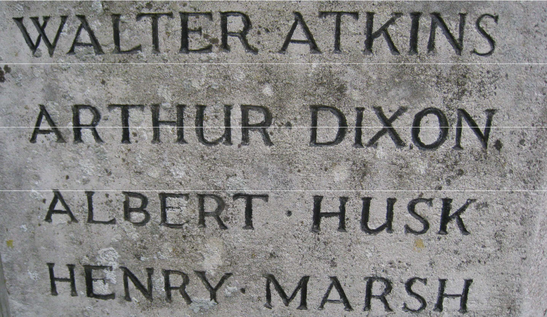 WALTER ATKINS
ARTHUR · DIXON.
ALBERT · HUSK
HENRY · MARSH